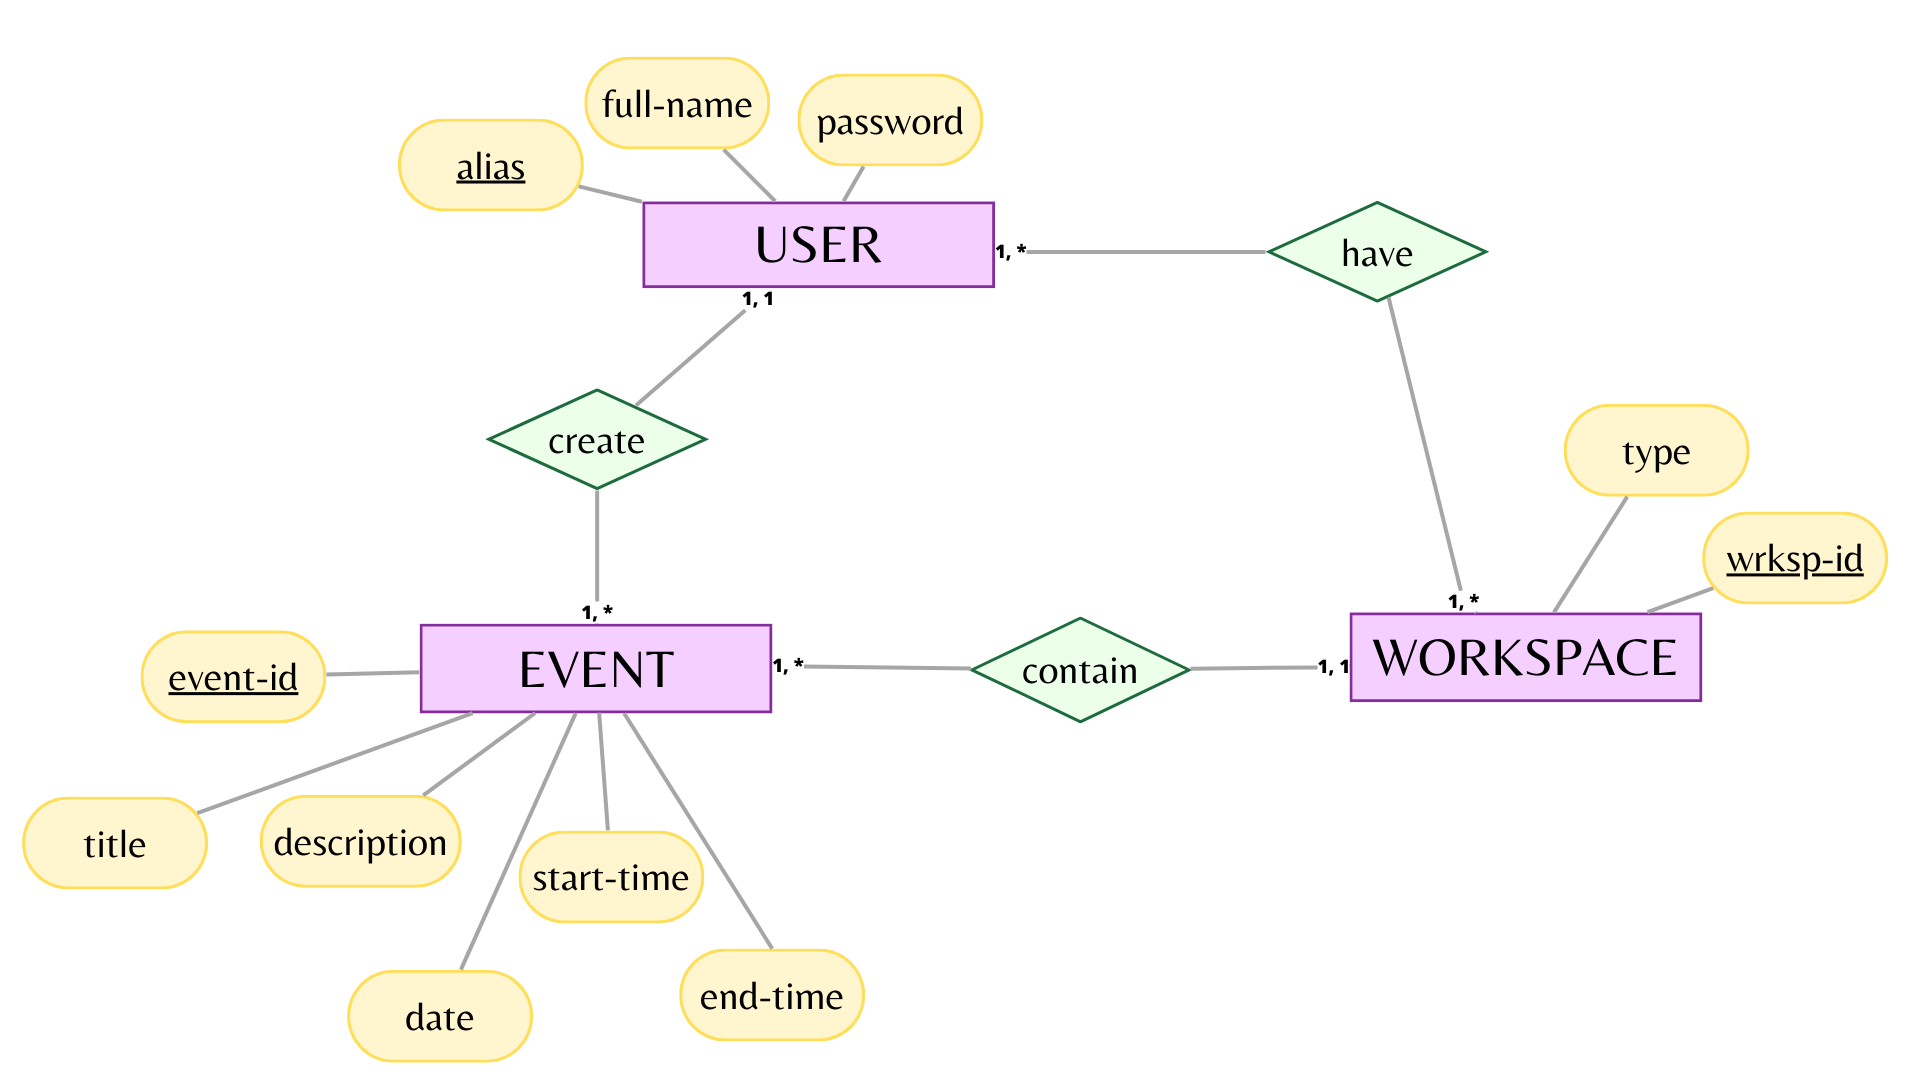 full-name
password
alias
USER
1, *
have
1, 1
create
type
wrksp-id
1, *
1, *
EVENT
1, *
contain
1, 1
WORKSPACE
event-id
title
description
start-time
end-time
date